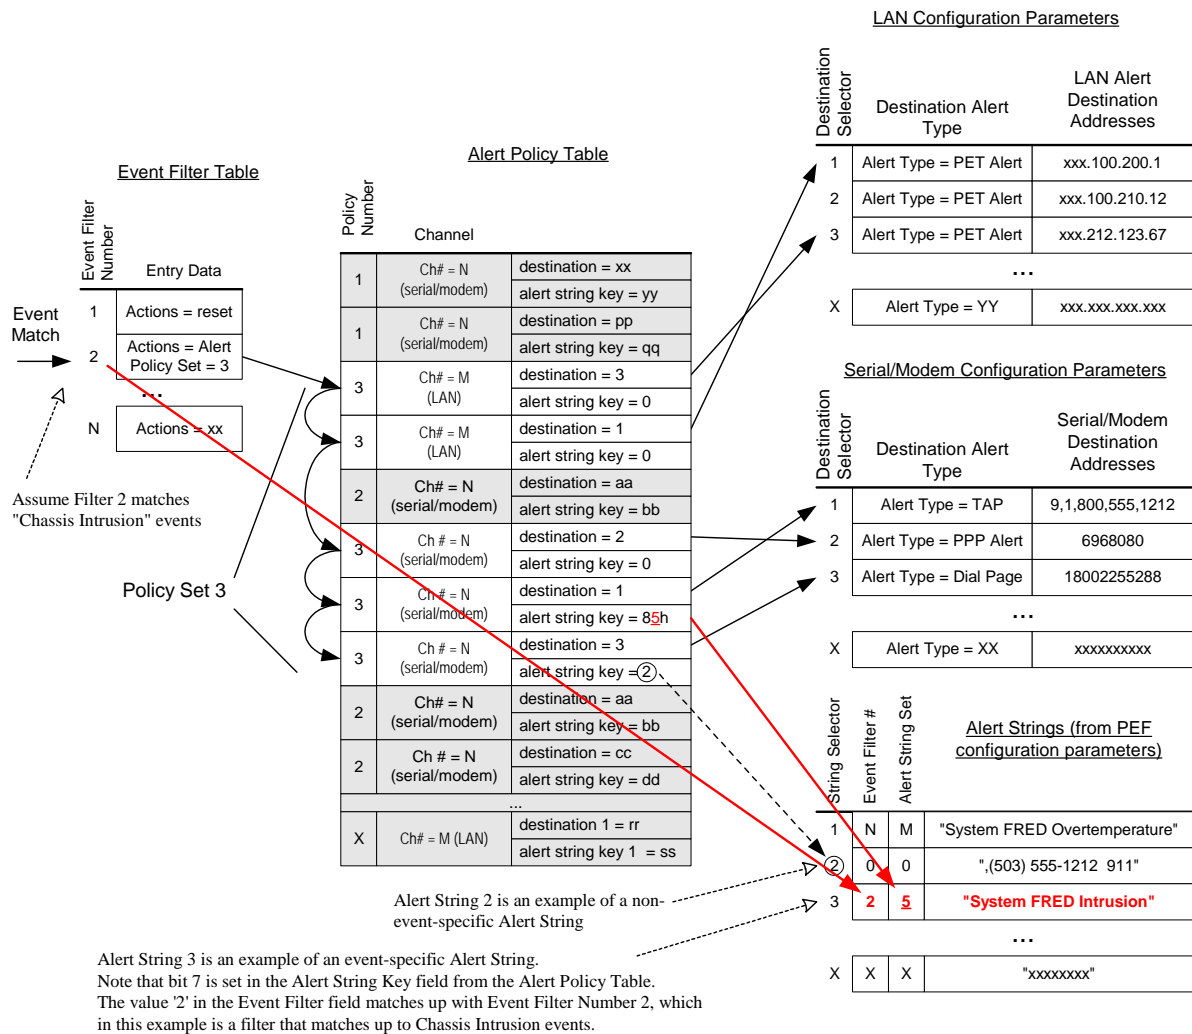 LAN Configuration Parameters
Destination Selector
Destination Alert Type
LAN Alert Destination Addresses
1 Alert Type = PET Alert xxx.100.200.1
2 Alert Type = PET Alert xxx.100.210.12
3 Alert Type = PET Alert xxx.212.123.67
...
X Alert Type = YY xxx.xxx.xxx.xxx
Event Filter Table
Event Filter Number
Entry Data
Event Match
1 Actions = reset
2 Actions = Alert
Policy Set = 3
...
N Actions = xx
Assume Filter 2 matches
"Chassis Intrusion" events
Policy Set 3
Alert Policy Table
Policy Number
Channel
1 Ch# = N (serial/modem) destination = xx
alert string key = yy
1 Ch# = N (serial/modem) destination = pp
alert string key = qq
3 Ch# = M (LAN) destination = 3
alert string key = 0
3 Ch# = M (LAN) destination = 1
alert string key = 0
2 Ch# = N (serial/modem) destination = aa
alert string key = bb
3 Ch # = N (serial/modem) destination = 2
alert string key = 0
3 Ch # = N (serial/modem) destination = 1
alert string key = 85h
3 Ch # = N (serial/modem) destination = 3
alert string key = 2
2 Ch# = N (serial/modem) destination = aa
alert string key = bb
2 Ch # = N (serial/modem) destination = cc
alert string key = dd
...
X Ch# = M (LAN) destination 1 = rr
alert string key 1 = ss
Serial/Modem Configuration Parameters
Destination Selector
Destination Alert Type
Serial/Modem Destination Addresses
1 Alert Type = TAP 9,1,800,555,1212
2 Alert Type = PPP Alert 6968080
3 Alert Type = Dial Page 18002255288
...
X Alert Type = XX xxxxxxxxxx
String Selector
Event Filter #
Alert String Set
Alert Strings (from PEF
configuration parameters)
1 N M "System FRED Overtemperature"
2 0 0 ",(503) 555-1212 911"
3 2 5 "System FRED Intrusion"
...
X X X "xxxxxxxx"
Alert String 2 is an example of a non-
event-specific Alert String
Alert String 3 is an example of an event-specific Alert String.
Note that bit 7 is set in the Alert String Key field from the Alert Policy Table.
The value '2' in the Event Filter field matches up with Event Filter Number 2, which
in this example is a filter that matches up to Chassis Intrusion events.